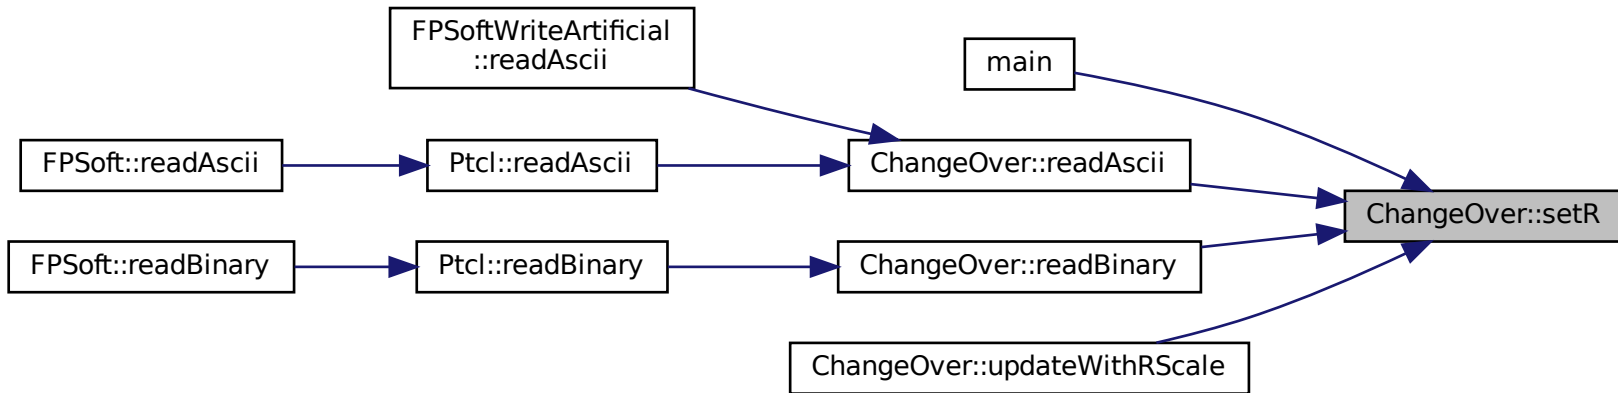 FPSoftWriteArtificial
::readAscii
main
FPSoft::readAscii
Ptcl::readAscii
ChangeOver::readAscii
ChangeOver::setR
FPSoft::readBinary
Ptcl::readBinary
ChangeOver::readBinary
ChangeOver::updateWithRScale